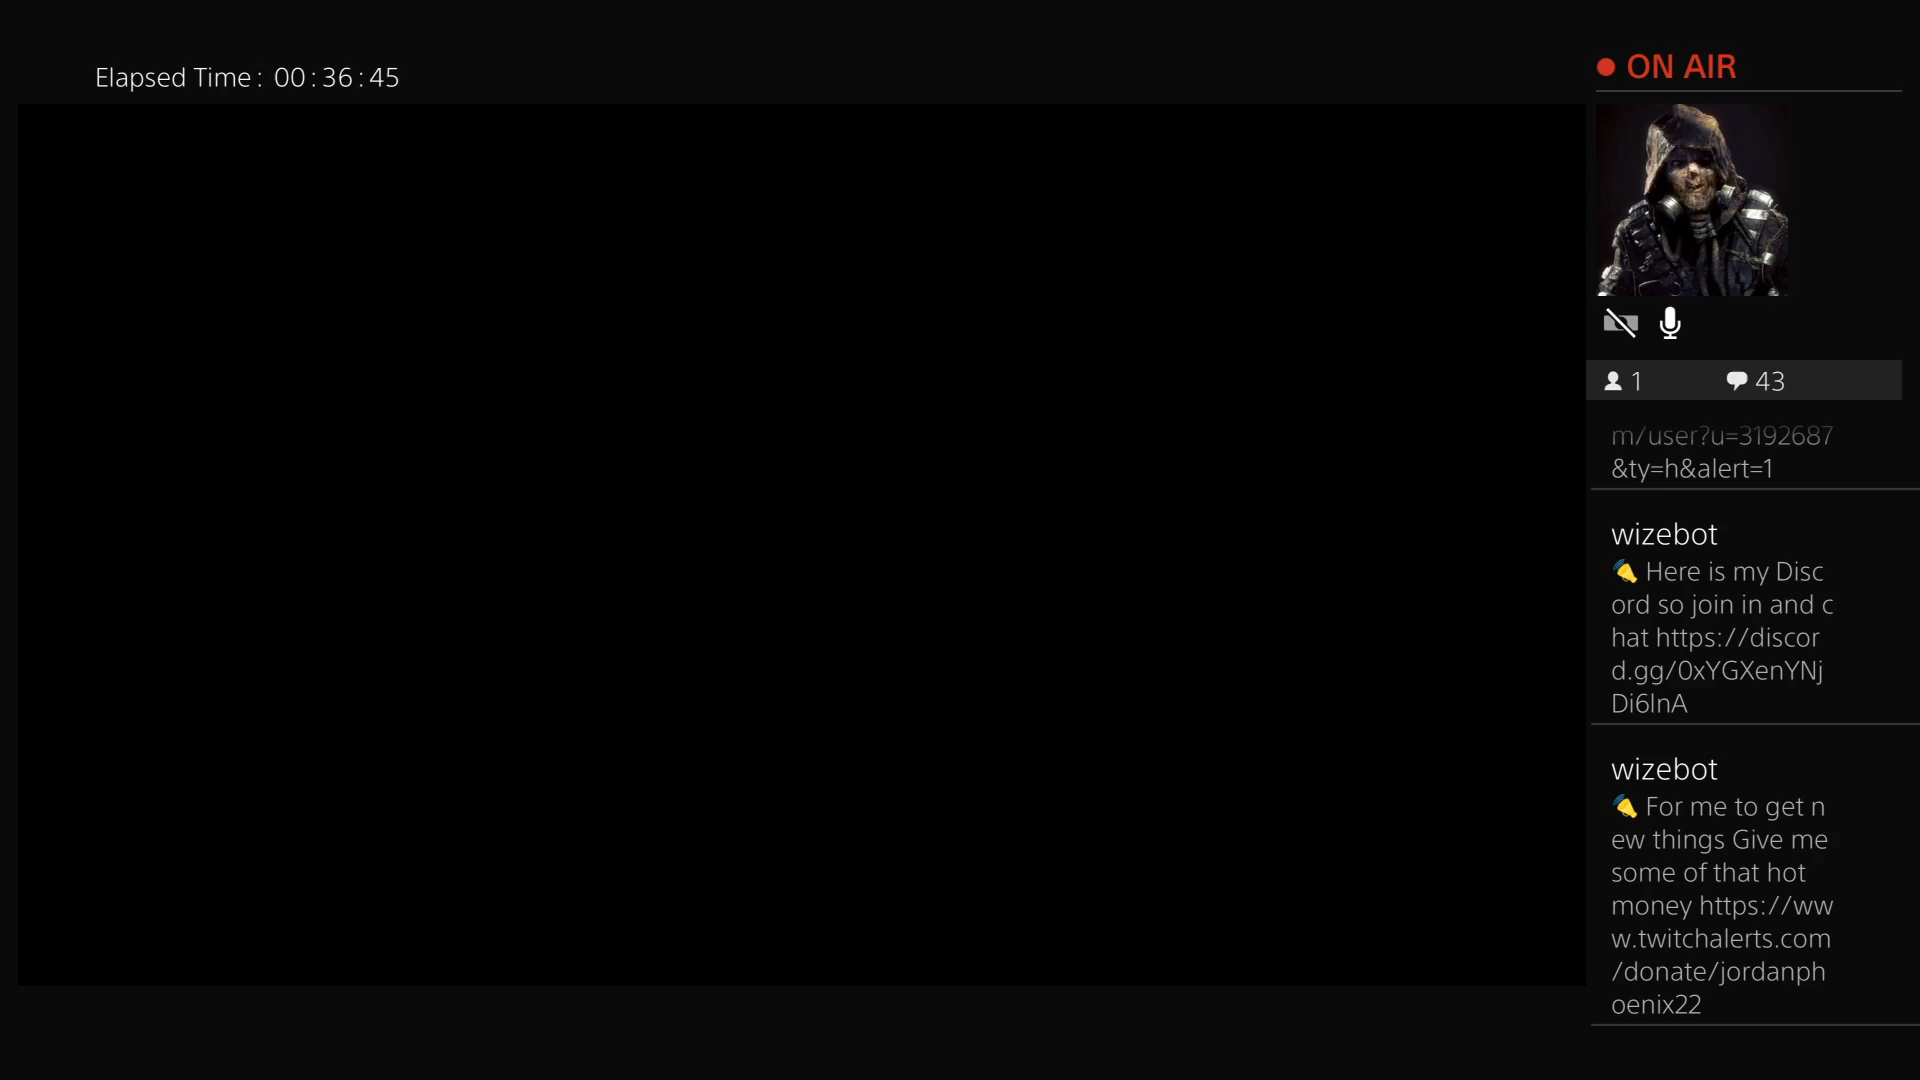 Elapsed Time: 00:36:45
ON AIR
1 43
m/user?u=3192687
&ty=h&alert=1
wizebot
Here is my Disc
ord so join in and c
hat https://discor
d.gg/0xYGXenYNj
Di6lnA
wizebot
For me to get n
ew things Give me
some of that hot
money https://ww
w.twitchalerts.com
/donate/jordanph
oenix22